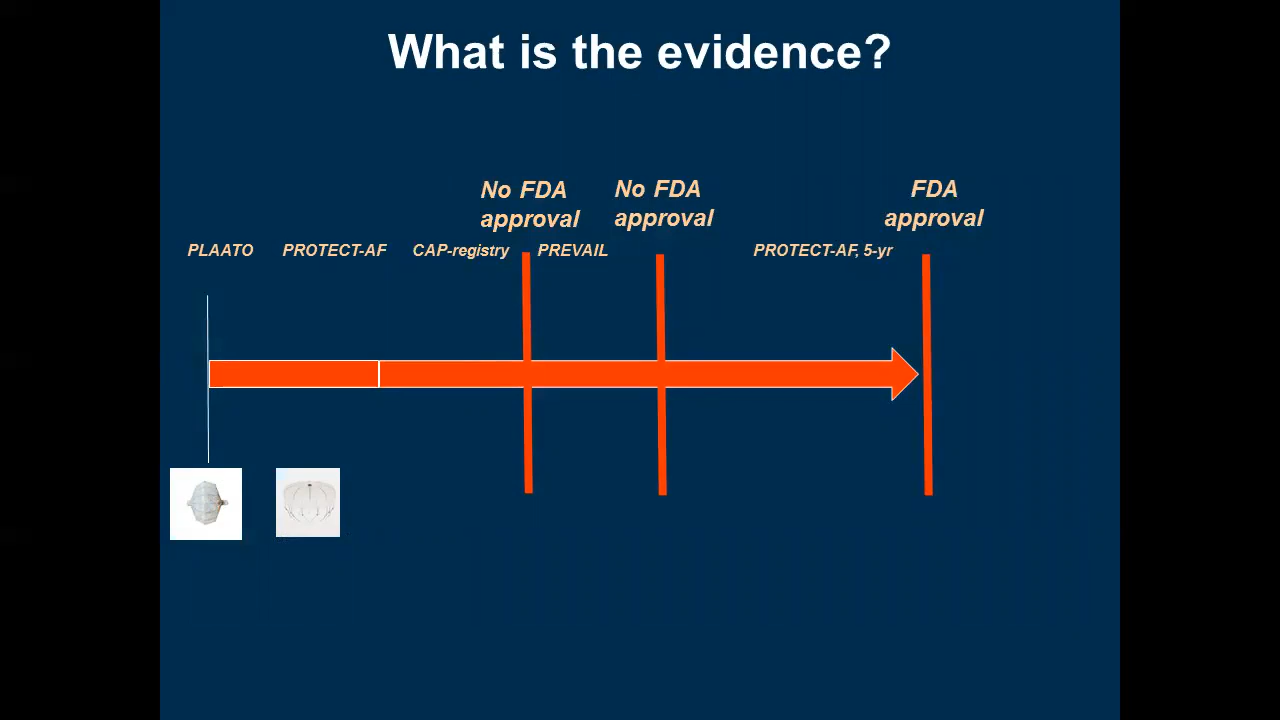 What is the evidence?
No FDA
approval
No FDA
approval
FDA
approval
PLAATO
PROTECT-AF
CAP-registry
PREVAIL
PROTECT-AF, 5-yr